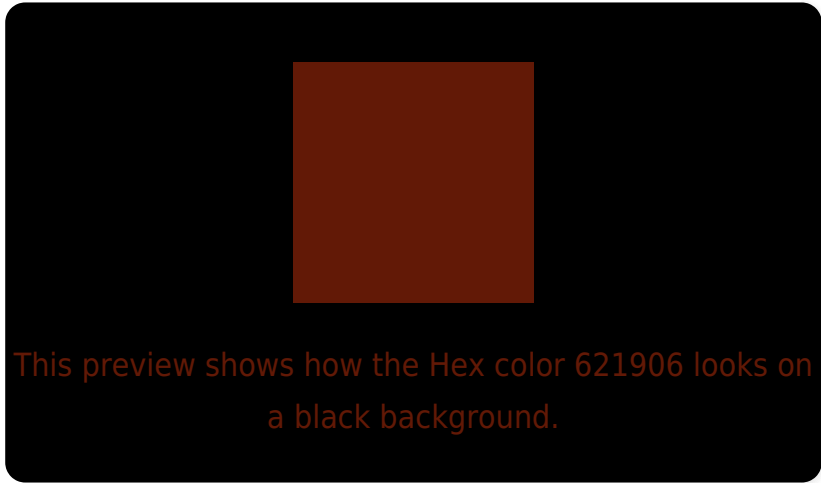 This preview shows how the Hex color 621906 looks on
a black background.